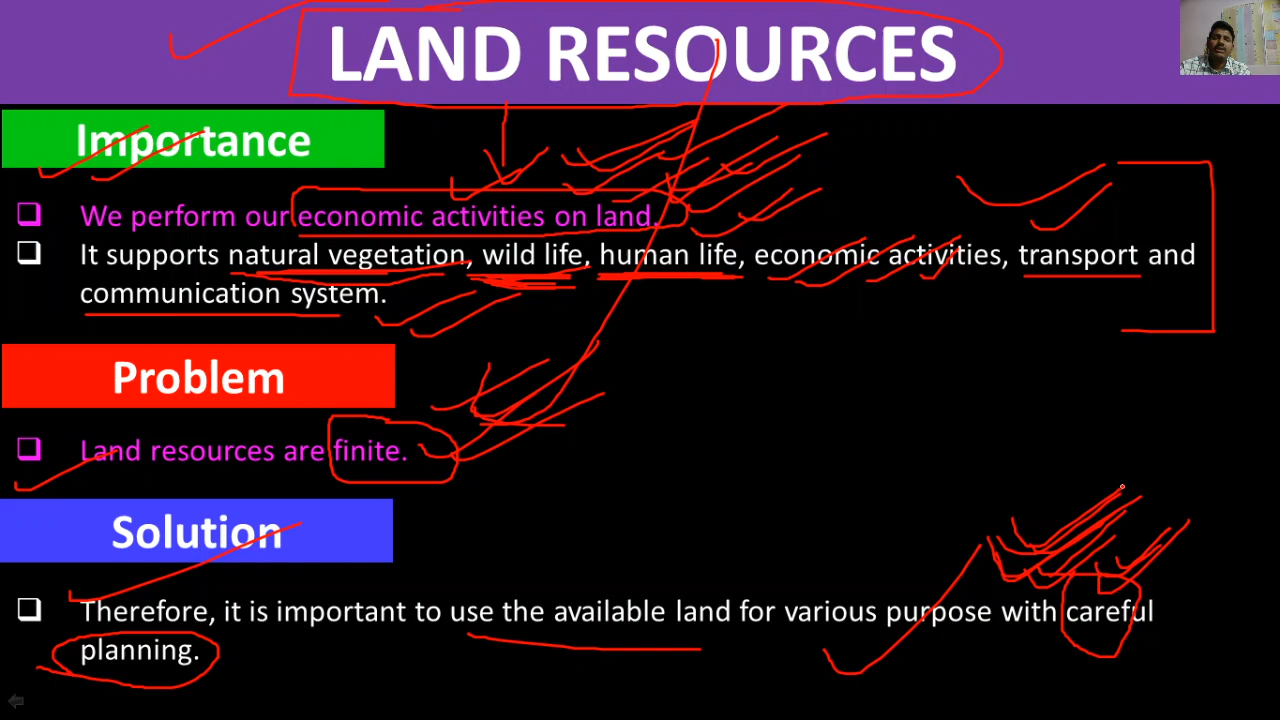 LAND RESOURCES
Importance
We perform our economic activities on land.
It supports natural vegetation, wild life, human life, economic activities, transport and
communication system.
Problem
Land resources are finite.
Solution
Therefore, it is important to use the available land for various purpose with careful
planning.